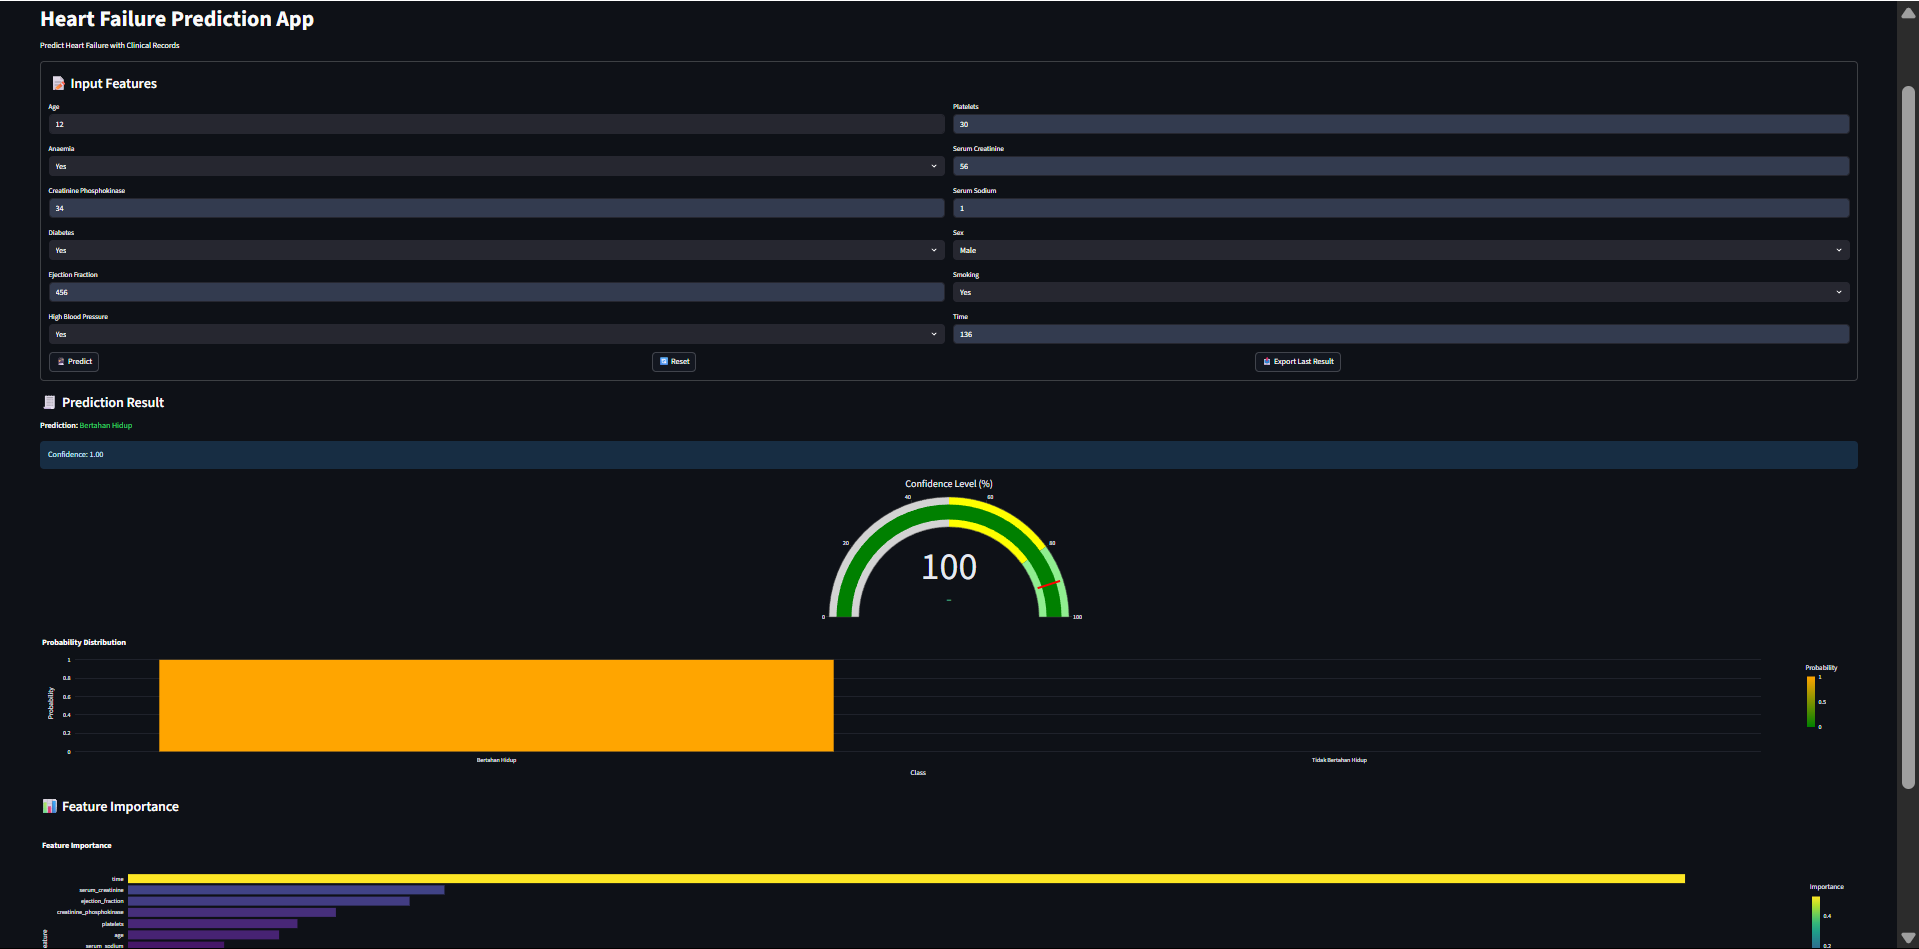 Heart Failure Prediction App
Predict Heart Failure with Clinical Records
Input Features
Age
12
Anaemia
Yes
Creatinine Phosphokinase
34
Diabetes
Yes
Ejection Fraction
456
High Blood Pressure
Yes
Platelets
30
Serum Creatinine
56
Serum Sodium
1
Sex
Male
Smoking
Yes
Time
136
Predict
Reset
Export Last Result
Prediction Result
Prediction: Bertahan Hidup
Confidence: 1.00
Confidence Level (%)
0
20
40
60
80
100
100
-
Probability Distribution
Probability
1
0.8
0.6
0.4
0.2
0
Bertahan Hidup
Tidak Bertahan Hidup
Class
Probability
1
0.5
0
Feature Importance
Feature Importance
time
serum_creatinine
ejection_fraction
creatinine_phosphokinase
platelets
age
serum_sodium
Importance
0.4
0.2